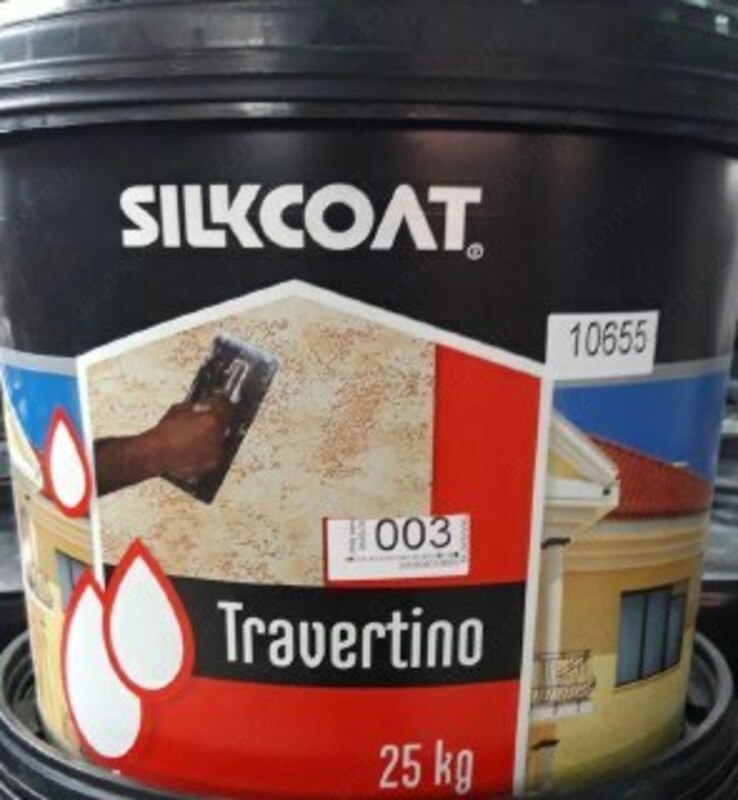 SILKCOAT®
10655
003
Travertino
25 kg